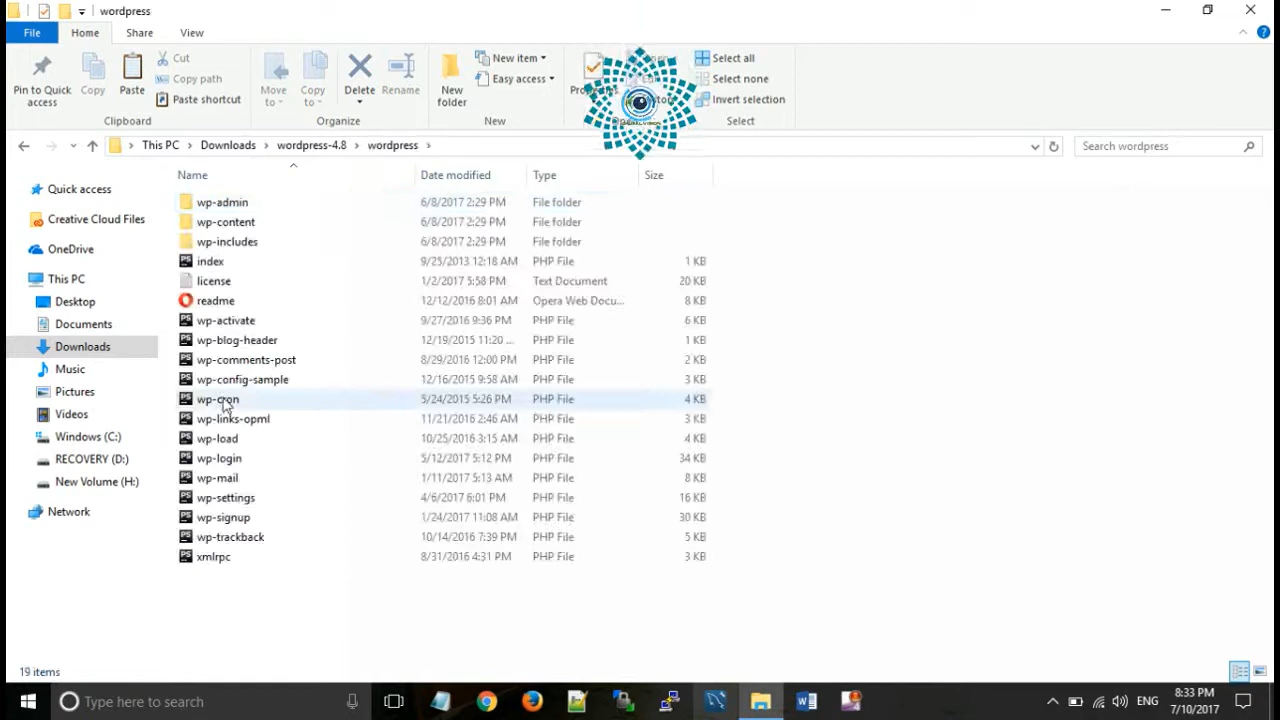 wordpress
File Home Share View
Pin to Quick access
Copy
Paste
Cut
Copy path
Paste shortcut
Clipboard
Move to
Copy to
Delete
Rename
Organize
New folder
New item
Easy access
New
Properties
Select all
Select none
Invert selection
Select
This PC Downloads wordpress-4.8 wordpress
Search wordpress
Name Date modified Type Size
Quick access
Creative Cloud Files
OneDrive
This PC
Desktop
Documents
Downloads
Music
Pictures
Videos
Windows (C:)
RECOVERY (D:)
New Volume (H:)
Network
wp-admin 6/8/2017 2:29 PM File folder
wp-content 6/8/2017 2:29 PM File folder
wp-includes 6/8/2017 2:29 PM File folder
index 9/25/2013 12:18 AM PHP File 1 KB
license 1/2/2017 5:58 PM Text Document 20 KB
readme 12/12/2016 8:01 AM Opera Web Docu... 8 KB
wp-activate 9/27/2016 9:36 PM PHP File 6 KB
wp-blog-header 12/19/2015 11:20 ... PHP File 1 KB
wp-comments-post 8/29/2016 12:00 PM PHP File 2 KB
wp-config-sample 12/16/2015 9:58 AM PHP File 3 KB
wp-cron 5/24/2015 5:26 PM PHP File 4 KB
wp-links-opml 11/21/2016 2:46 AM PHP File 3 KB
wp-load 10/25/2016 3:15 AM PHP File 4 KB
wp-login 5/12/2017 5:12 PM PHP File 34 KB
wp-mail 1/11/2017 5:13 AM PHP File 8 KB
wp-settings 4/6/2017 6:01 PM PHP File 16 KB
wp-signup 1/24/2017 11:08 AM PHP File 30 KB
wp-trackback 10/14/2016 7:39 PM PHP File 5 KB
xmlrpc 8/31/2016 4:31 PM PHP File 3 KB
19 items
Type here to search
ENG
8:33 PM
7/10/2017